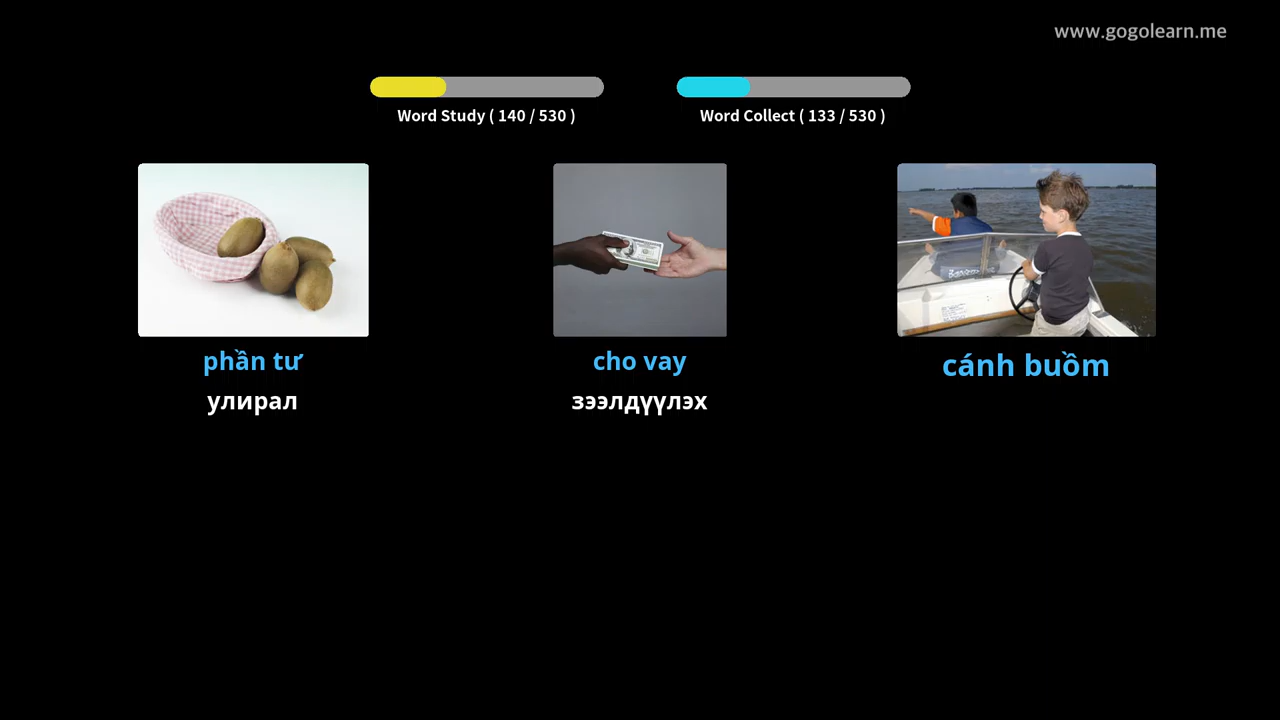 www.gogolearn.me
Word Study ( 140 / 530 )
Word Collect ( 133 / 530 )
phần tư
улирал
cho vay
зээлдүүлэх
cánh buồm